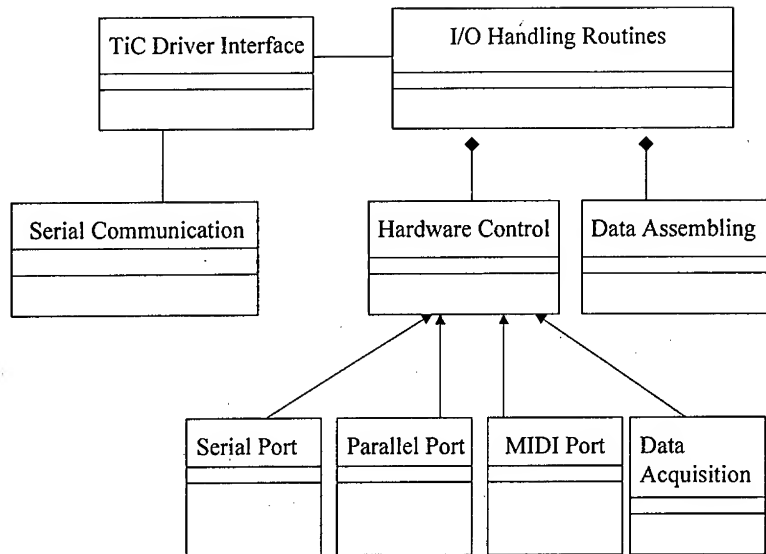 TiC Driver Interface
I/O Handling Routines
Serial Communication
Hardware Control
Data Assembling
Serial Port
Parallel Port
MIDI Port
Data
Acquisition